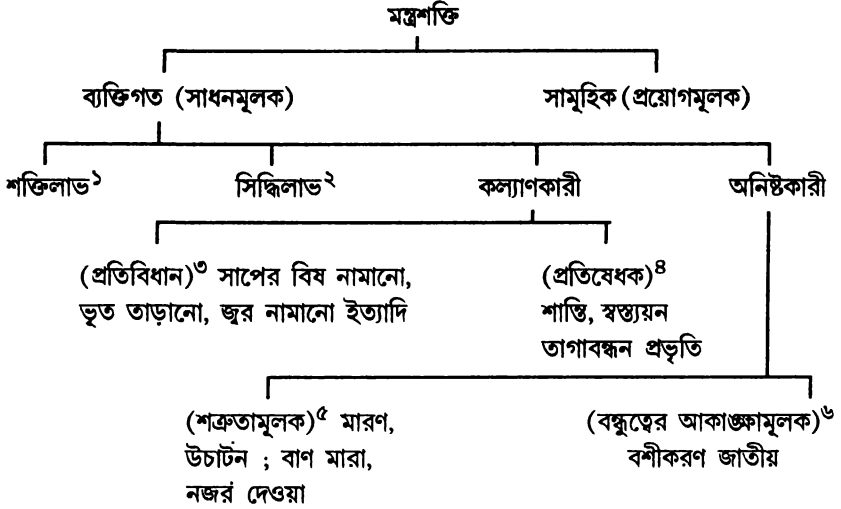 মন্ত্রশক্তি
ব্যক্তিগত (সাধনমূলক) সামূহিক (প্রয়োগমূলক)
শক্তিলাভ১ সিদ্ধিলাভ২ কল্যাণকারী অনিষ্টকারী
(প্রতিবিধান)৩ সাপের বিষ নামানো,
ভূত তাড়ানো, জ্বর নামানো ইত্যাদি
(প্রতিষেধক)৪
শান্তি, স্বস্ত্যয়ন
তাগাবন্ধন প্রভৃতি
(শত্রুতামূলক)৫ মারণ,
উচাটন ; বাণ মারা,
নজর দেওয়া
(বন্ধুত্বের আকাঙ্ক্ষামূলক)৬
বশীকরণ জাতীয়